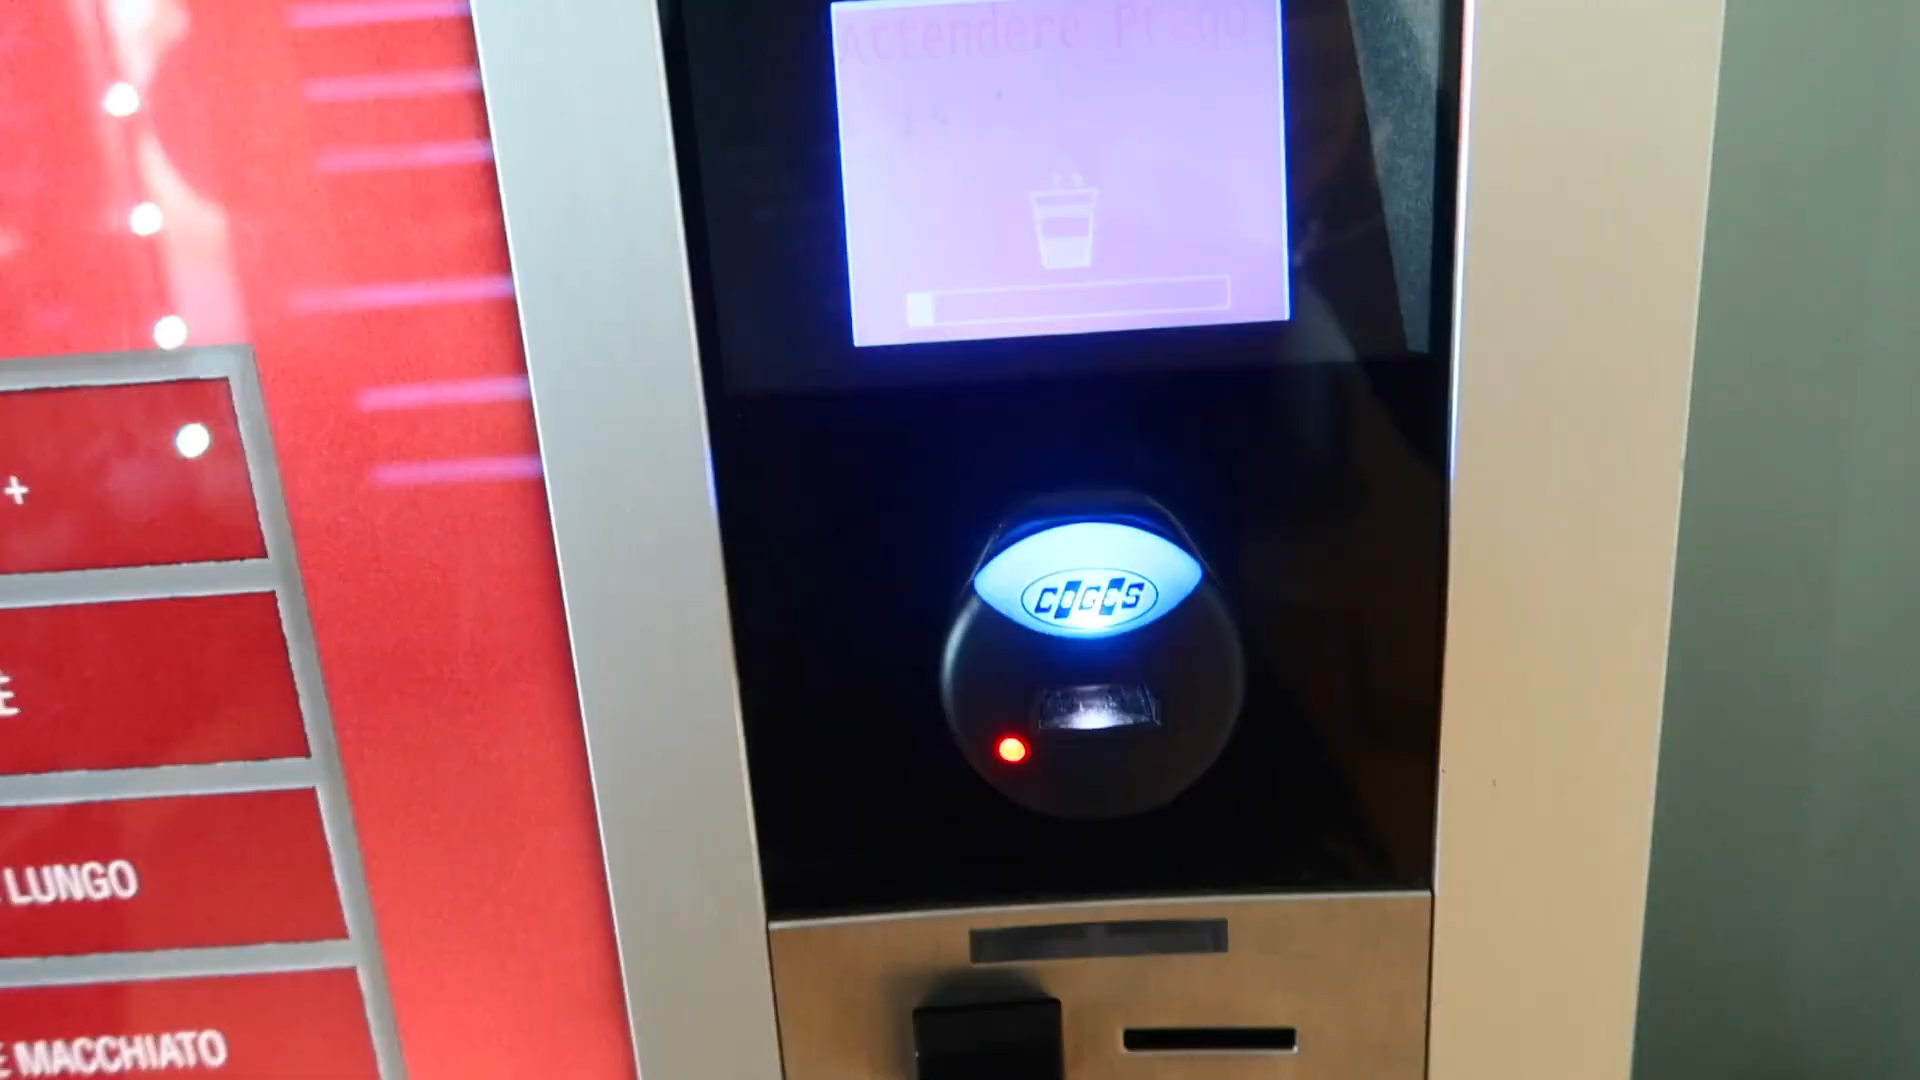 Attendere Prego
+
COGES
È
LUNGO
È MACCHIATO